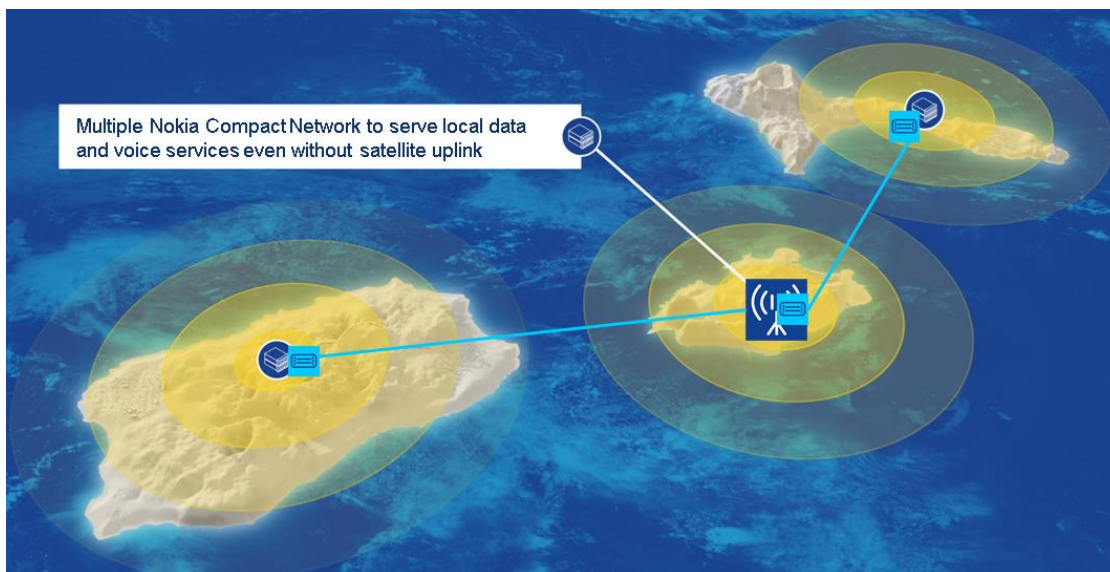 Multiple Nokia Compact Network to serve local data
and voice services even without satellite uplink